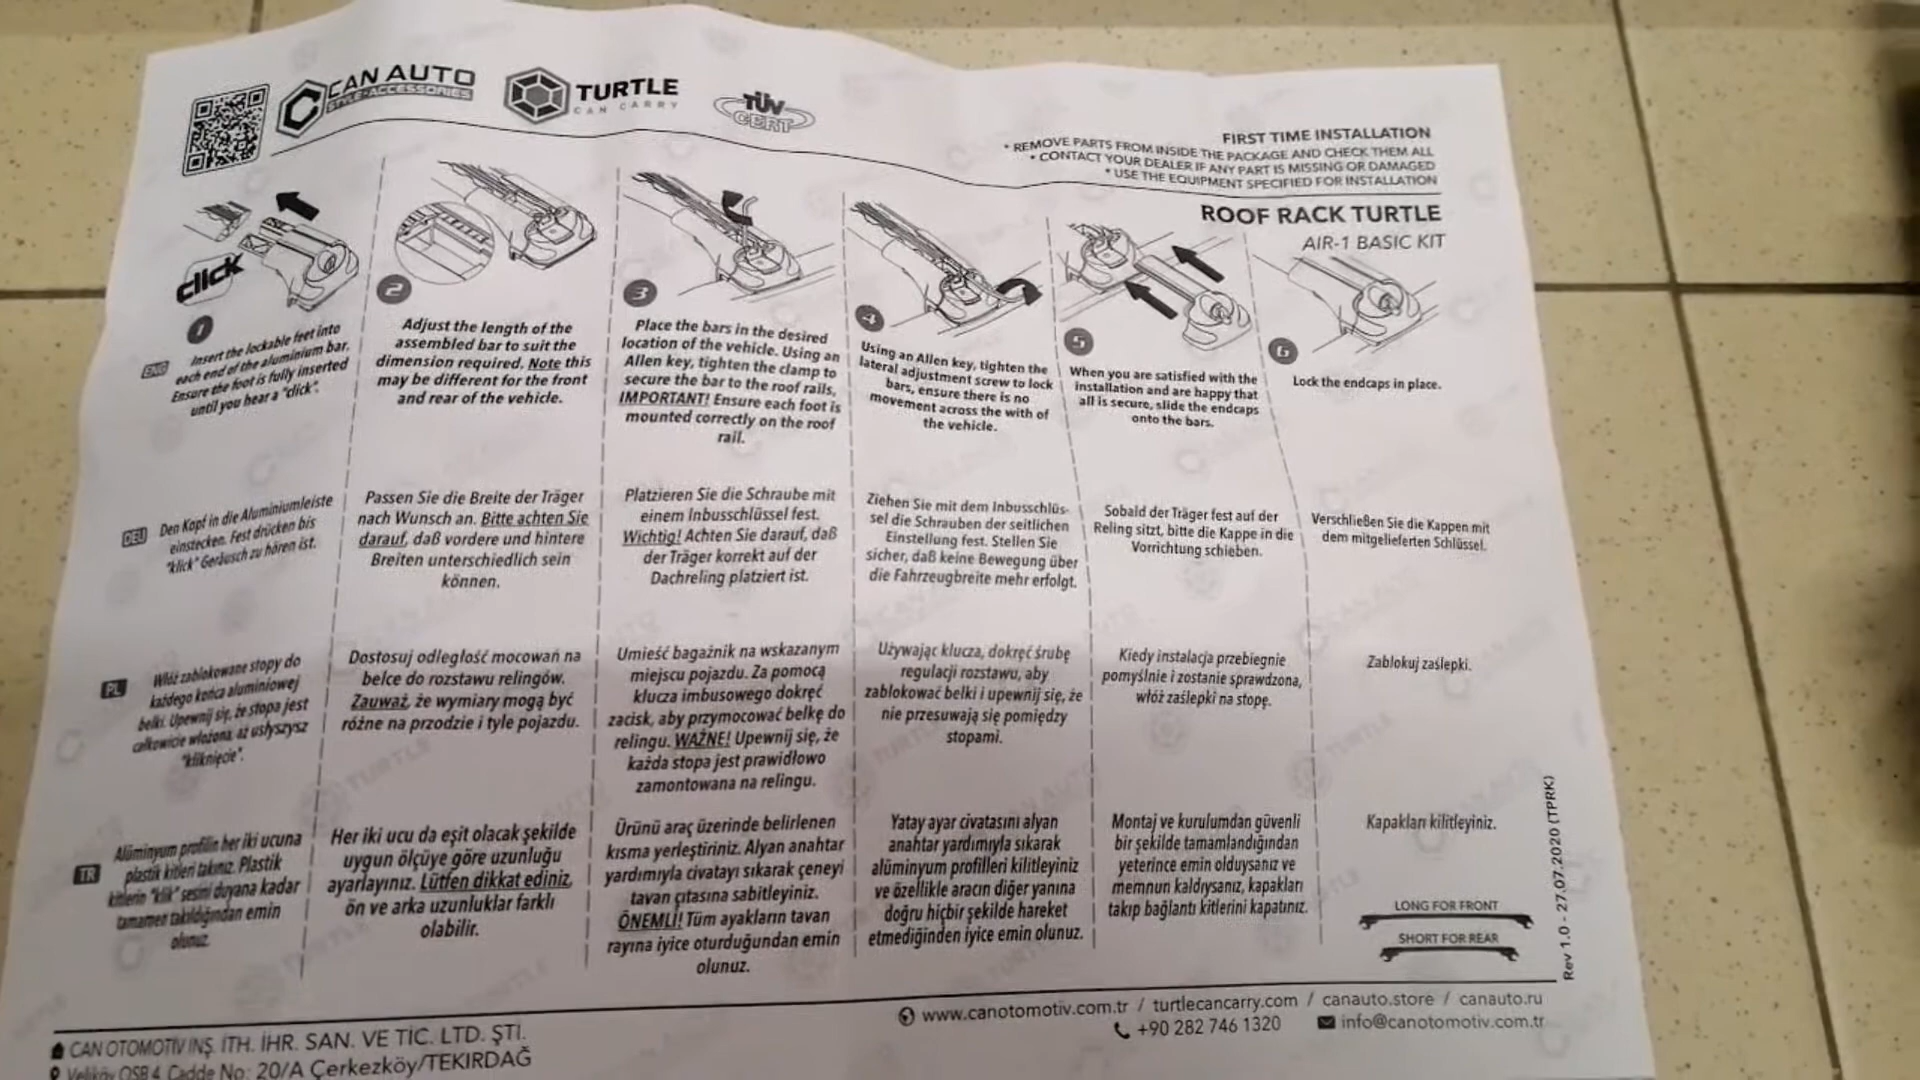 CAN AUTO
STYLE+ACCESSORIES
TURTLE
CAN CARRY
TÜV
CERT
FIRST TIME INSTALLATION
* REMOVE PARTS FROM INSIDE THE PACKAGE AND CHECK THEM ALL
* CONTACT YOUR DEALER IF ANY PART IS MISSING OR DAMAGED
* USE THE EQUIPMENT SPECIFIED FOR INSTALLATION
ROOF RACK TURTLE
AIR-1 BASIC KIT
click
1
ENG
Insert the lockable feet into
each end of the aluminium bar.
Ensure the foot is fully inserted
until you hear a "click".
2
Adjust the length of the
assembled bar to suit the
dimension required. Note this
may be different for the front
and rear of the vehicle.
3
Place the bars in the desired
location of the vehicle. Using an
Allen key, tighten the clamp to
secure the bar to the roof rails,
IMPORTANT! Ensure each foot is
mounted correctly on the roof
rail.
4
Using an Allen key, tighten the
lateral adjustment screw to lock
bars, ensure there is no
movement across the with of
the vehicle.
5
When you are satisfied with the
installation and are happy that
all is secure, slide the endcaps
onto the bars.
6
Lock the endcaps in place.
DEU
Den Kopf in die Aluminiumleiste
einstecken. Fest drücken bis
"klick" Geräusch zu hören ist.
Passen Sie die Breite der Träger
nach Wunsch an. Bitte achten Sie
darauf, daß vordere und hintere
Breiten unterschiedlich sein
können.
Platzieren Sie die Schraube mit
einem Inbusschlüssel fest.
Wichtig! Achten Sie darauf, daß
der Träger korrekt auf der
Dachreling platziert ist.
Ziehen Sie mit dem Inbusschlüs-
sel die Schrauben der seitlichen
Einstellung fest. Stellen Sie
sicher, daß keine Bewegung über
die Fahrzeugbreite mehr erfolgt.
Sobald der Träger fest auf der
Reling sitzt, bitte die Kappe in die
Vorrichtung schieben.
Verschließen Sie die Kappen mit
dem mitgelieferten Schlüssel.
PL
Włóż zablokowane stopy do
każdego końca aluminiowej
belki. Upewnij się, że stopa jest
całkowicie włożona, aż usłyszysz
"kliknięcie".
Dostosuj odległość mocowań na
belce do rozstawu relingów.
Zauważ, że wymiary mogą być
różne na przodzie i tyle pojazdu.
Umieść bagażnik na wskazanym
miejscu pojazdu. Za pomocą
klucza imbusowego dokręć
zacisk, aby przymocować belkę do
relingu. WAŻNE! Upewnij się, że
każda stopa jest prawidłowo
zamontowana na relingu.
Używając klucza, dokręć śrubę
regulacji rozstawu, aby
zablokować belki i upewnij się, że
nie przesuwają się pomiędzy
stopami.
Kiedy instalacja przebiegnie
pomyślnie i zostanie sprawdzona,
włóż zaślepki na stopę.
Zablokuj zaślepki.
TR
Alüminyum profilin her iki ucuna
plastik kitleri takınız. Plastik
kitlerin "klik" sesini duyana kadar
tamamen takıldığından emin
olunuz.
Her iki ucu da eşit olacak şekilde
uygun ölçüye göre uzunluğu
ayarlayınız. Lütfen dikkat ediniz,
ön ve arka uzunluklar farklı
olabilir.
Ürünü araç üzerinde belirlenen
kısma yerleştiriniz. Alyan anahtar
yardımıyla civatayı sıkarak çeneyi
tavan çıtasına sabitleyiniz.
ÖNEMLİ! Tüm ayakların tavan
rayına iyice oturduğundan emin
olunuz.
Yatay ayar civatasını alyan
anahtar yardımıyla sıkarak
alüminyum profilleri kilitleyiniz
ve özellikle aracın diğer yanına
doğru hiçbir şekilde hareket
etmediğinden iyice emin olunuz.
Montaj ve kurulumdan güvenli
bir şekilde tamamlandığından
yeterince emin olduysanız ve
memnun kaldıysanız, kapakları
takıp bağlantı kitlerini kapatınız.
Kapakları kilitleyiniz.
LONG FOR FRONT
SHORT FOR REAR
Rev 1.0 - 27.07.2020 (TPRK)
CAN OTOMOTİV İNŞ. İTH. İHR. SAN. VE TİC. LTD. ŞTİ.
Veliköy OSB 4. Cadde No: 20/A Çerkezköy/TEKIRDAĞ
www.canotomotiv.com.tr / turtlecancarry.com / canauto.store / canauto.ru
+90 282 746 1320 info@canotomotiv.com.tr